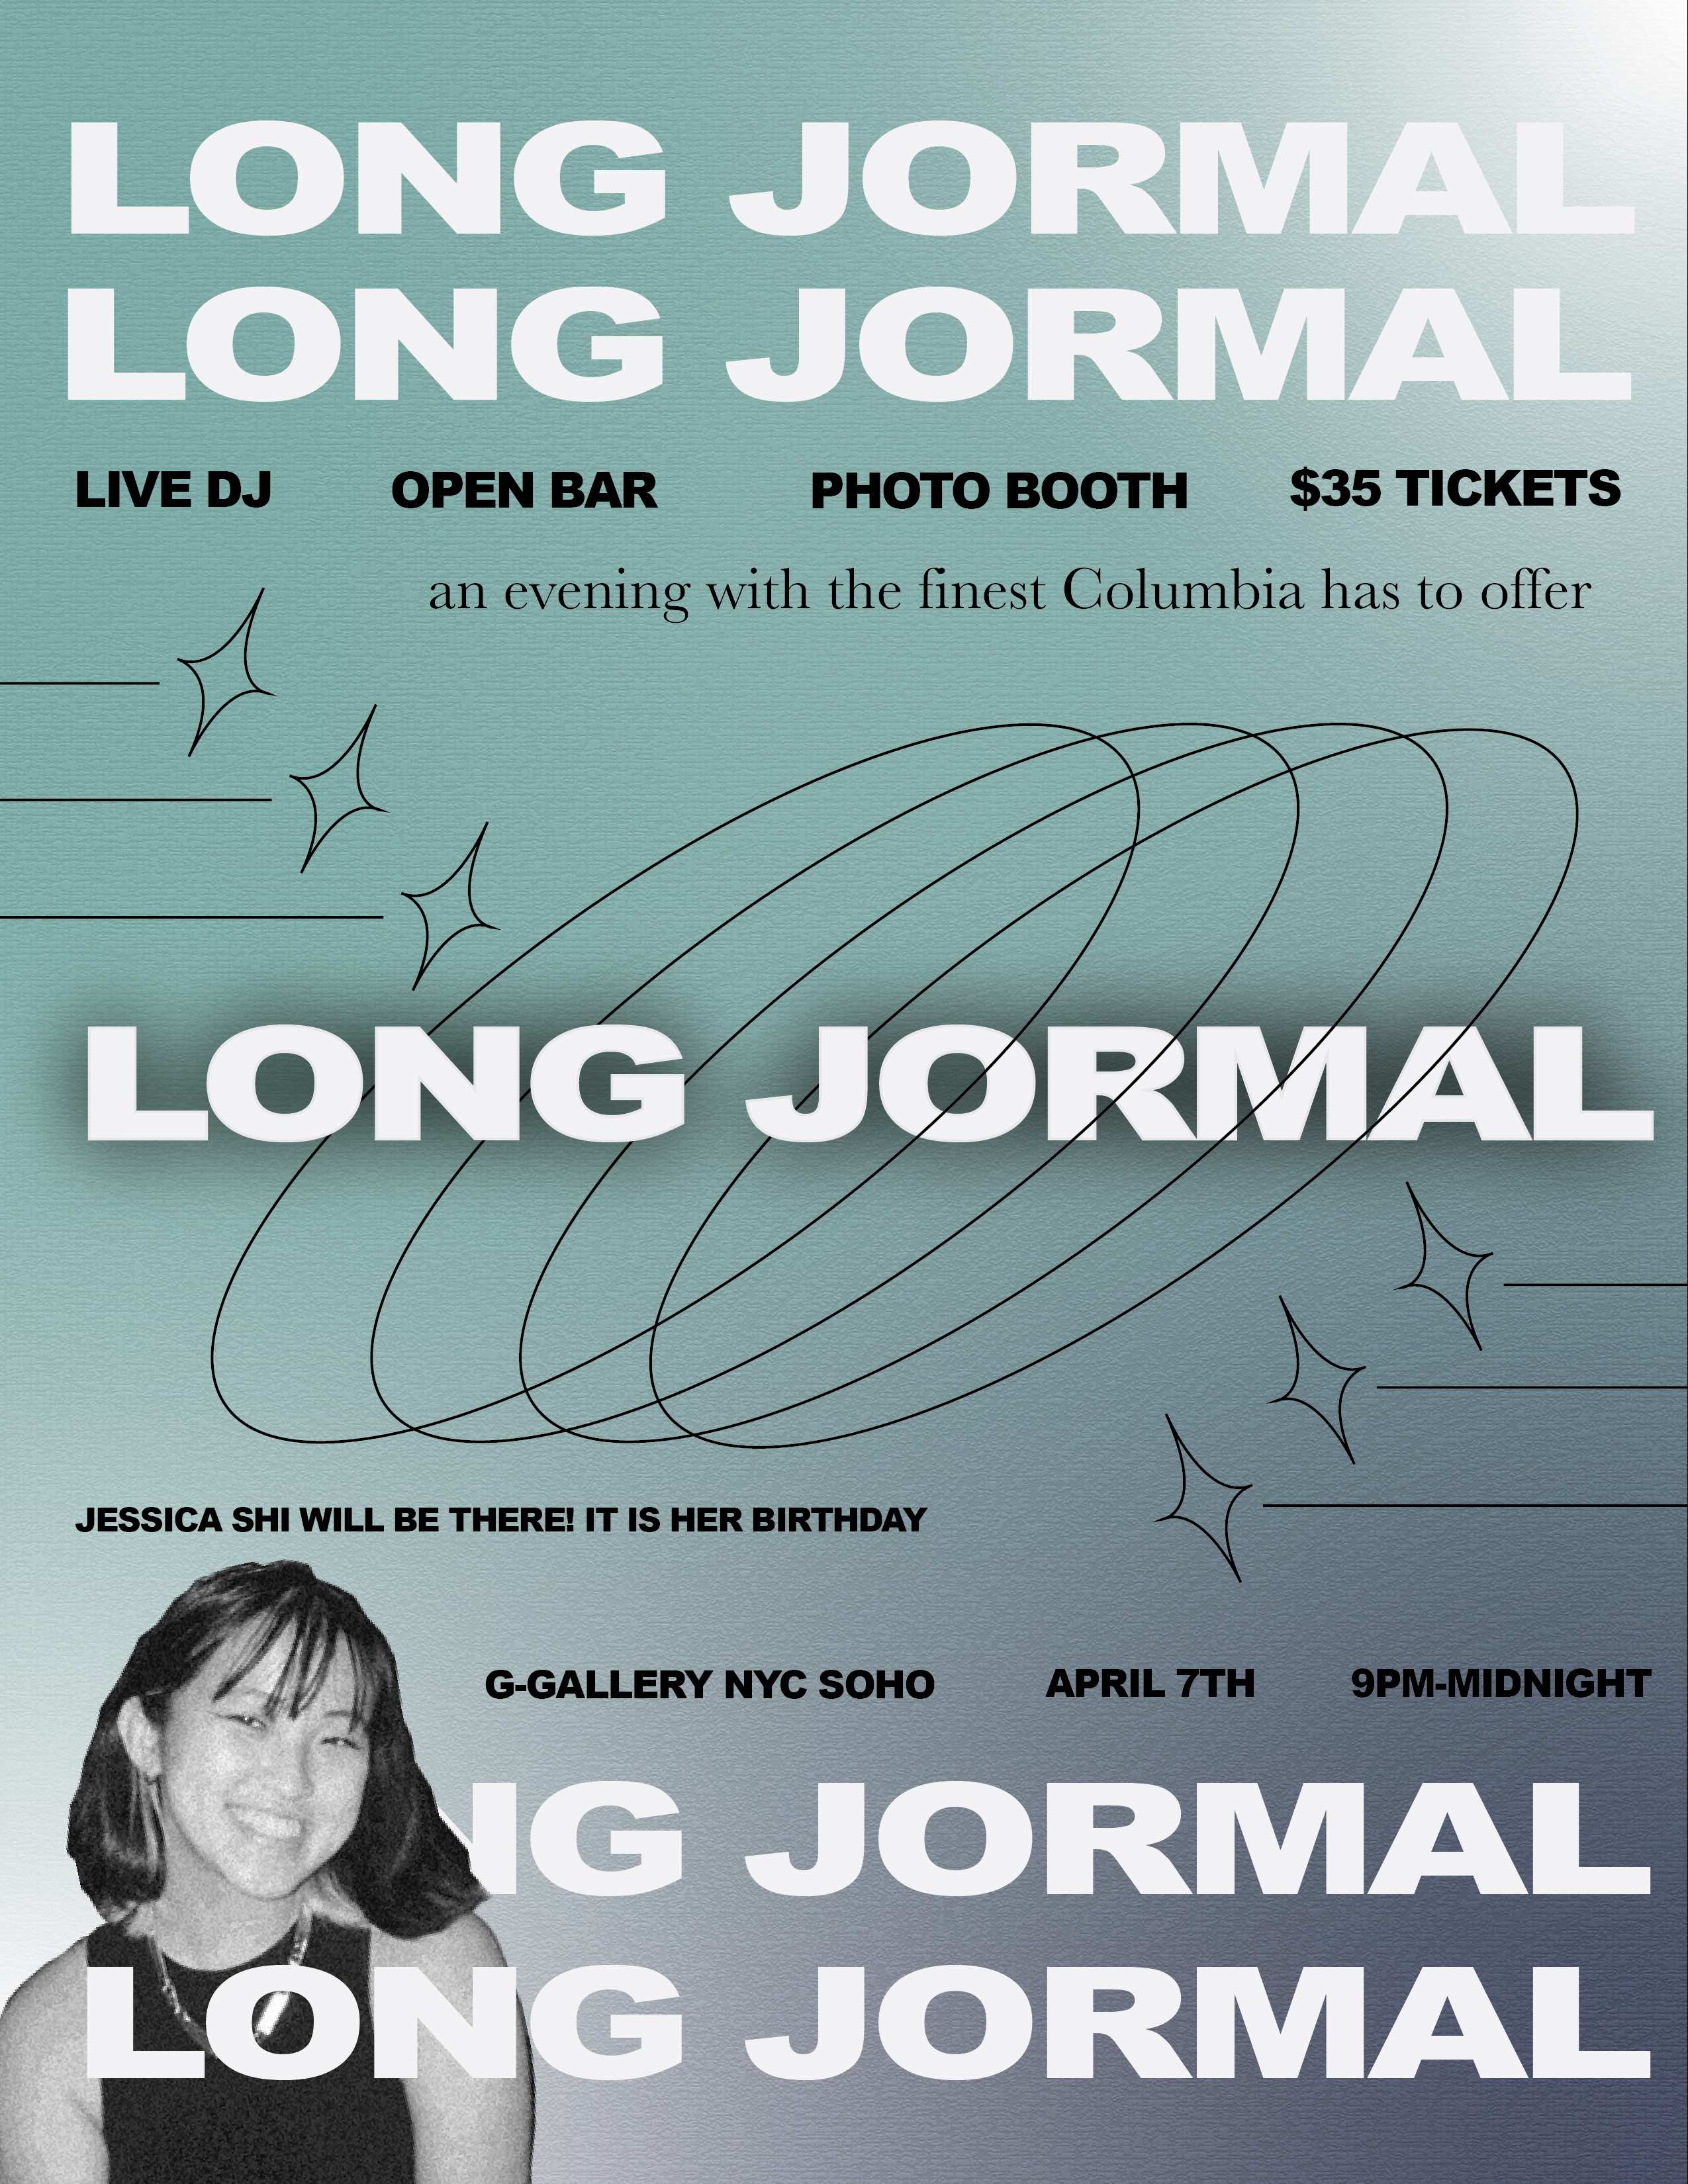 LONG JORMAL
LONG JORMAL
LIVE DJ OPEN BAR PHOTO BOOTH $35 TICKETS
an evening with the finest Columbia has to offer
LONG JORMAL
JESSICA SHI WILL BE THERE! IT IS HER BIRTHDAY
G-GALLERY NYC SOHO APRIL 7TH 9PM-MIDNIGHT
NG JORMAL
LONG JORMAL